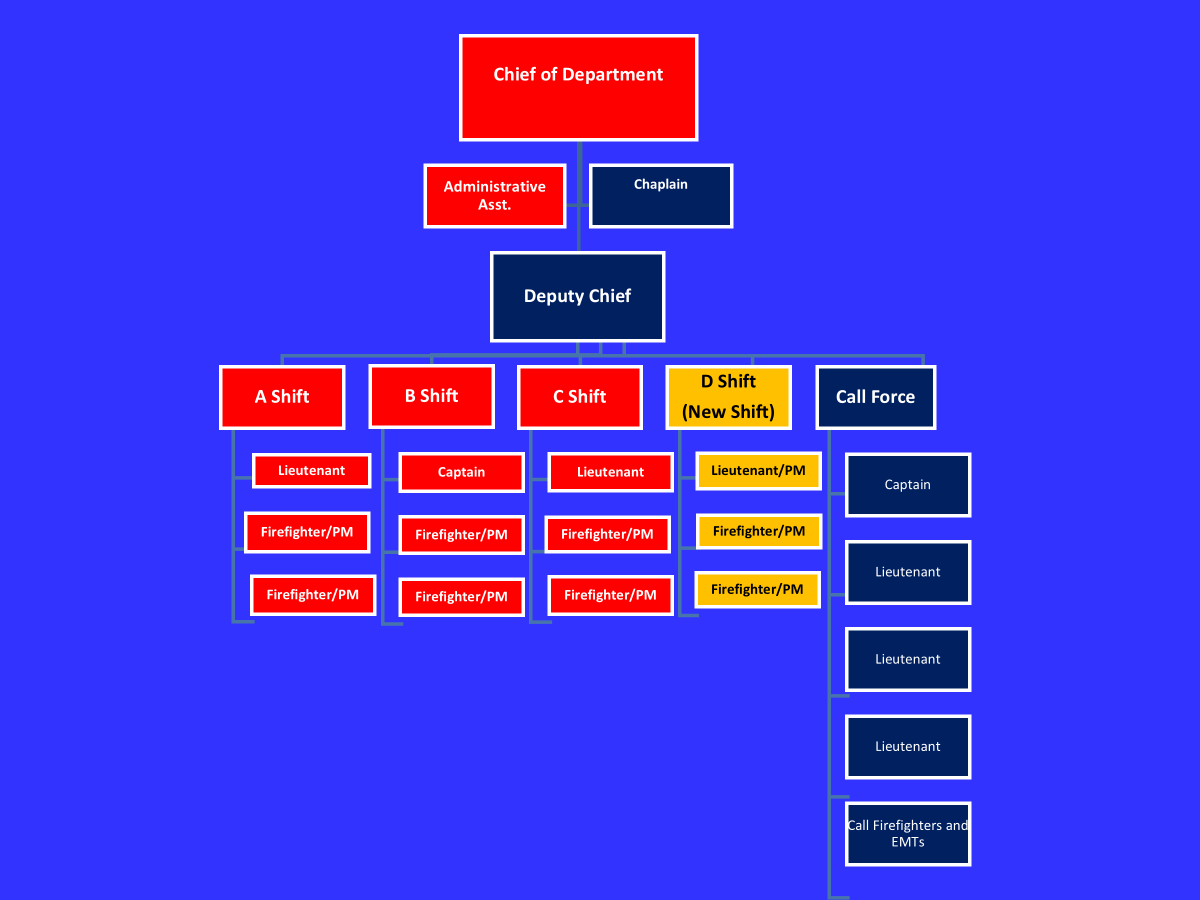 Chief of Department
Administrative
Asst.
Chaplain
Deputy Chief
A Shift
B Shift
C Shift
D Shift
(New Shift)
Call Force
Lieutenant
Firefighter/PM
Firefighter/PM
Captain
Firefighter/PM
Firefighter/PM
Lieutenant
Firefighter/PM
Firefighter/PM
Lieutenant/PM
Firefighter/PM
Firefighter/PM
Captain
Lieutenant
Lieutenant
Lieutenant
Call Firefighters and
EMTs